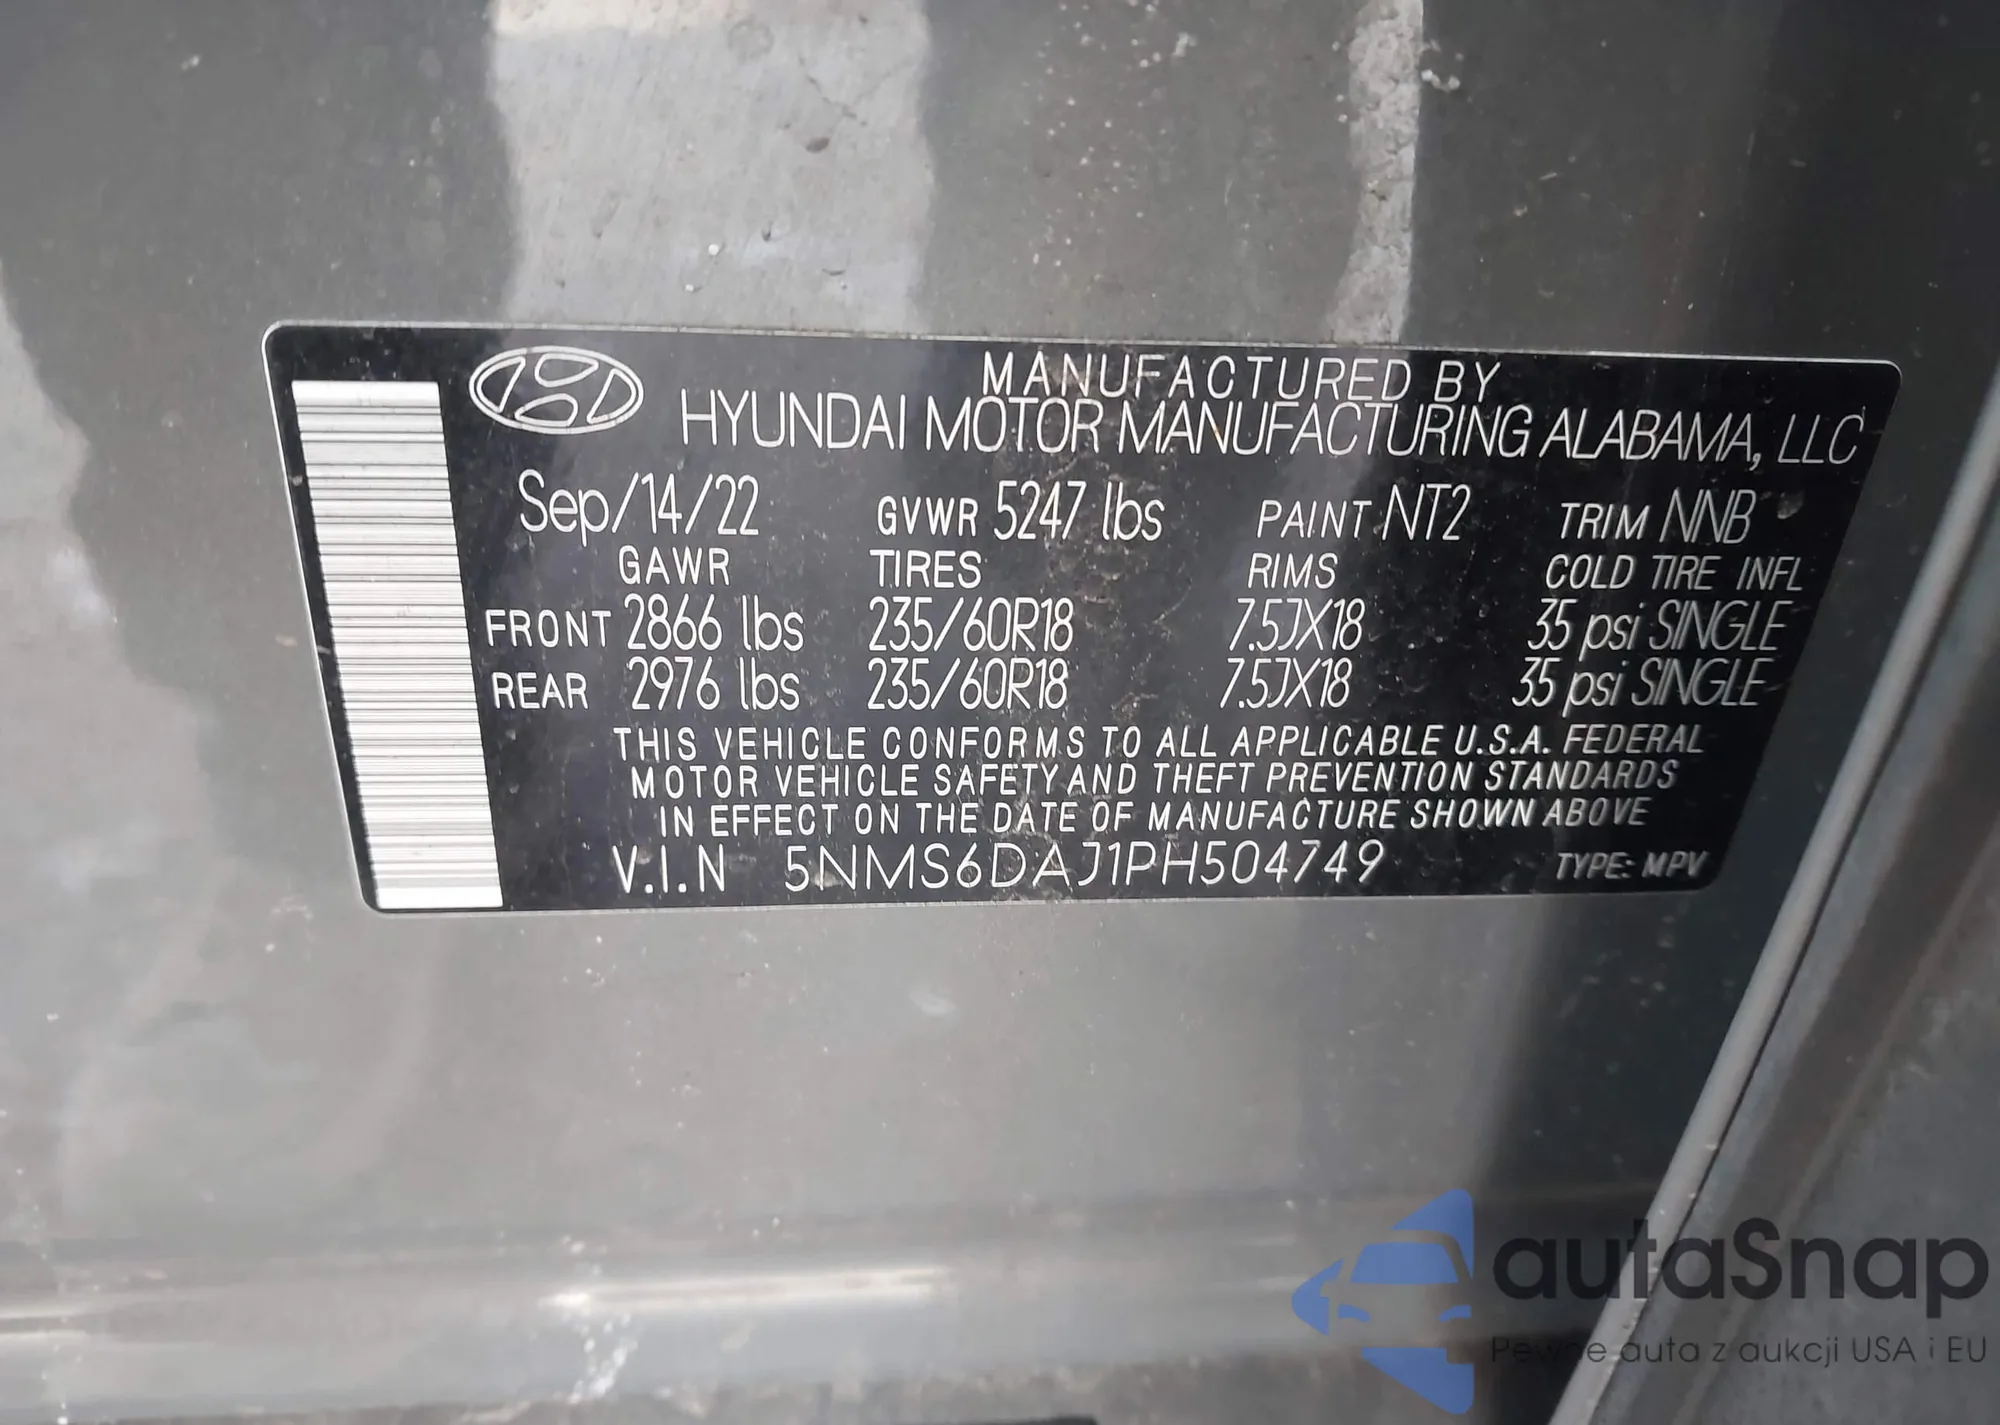 MANUFACTURED BY
HYUNDAI MOTOR MANUFACTURING ALABAMA, LLC
Sep/14/22 GVWR 5247 lbs PAINT NT2 TRIM NNB
GAWR TIRES RIMS COLD TIRE INFL
FRONT 2866 lbs 235/60R18 7.5JX18 35 psi SINGLE
REAR 2976 lbs 235/60R18 7.5JX18 35 psi SINGLE
THIS VEHICLE CONFORMS TO ALL APPLICABLE U.S.A. FEDERAL
MOTOR VEHICLE SAFETY AND THEFT PREVENTION STANDARDS
IN EFFECT ON THE DATE OF MANUFACTURE SHOWN ABOVE
V.I.N 5NMS6DAJ1PH504749 TYPE: MPV
autaSnap
Pewne auta z aukcji USA i EU